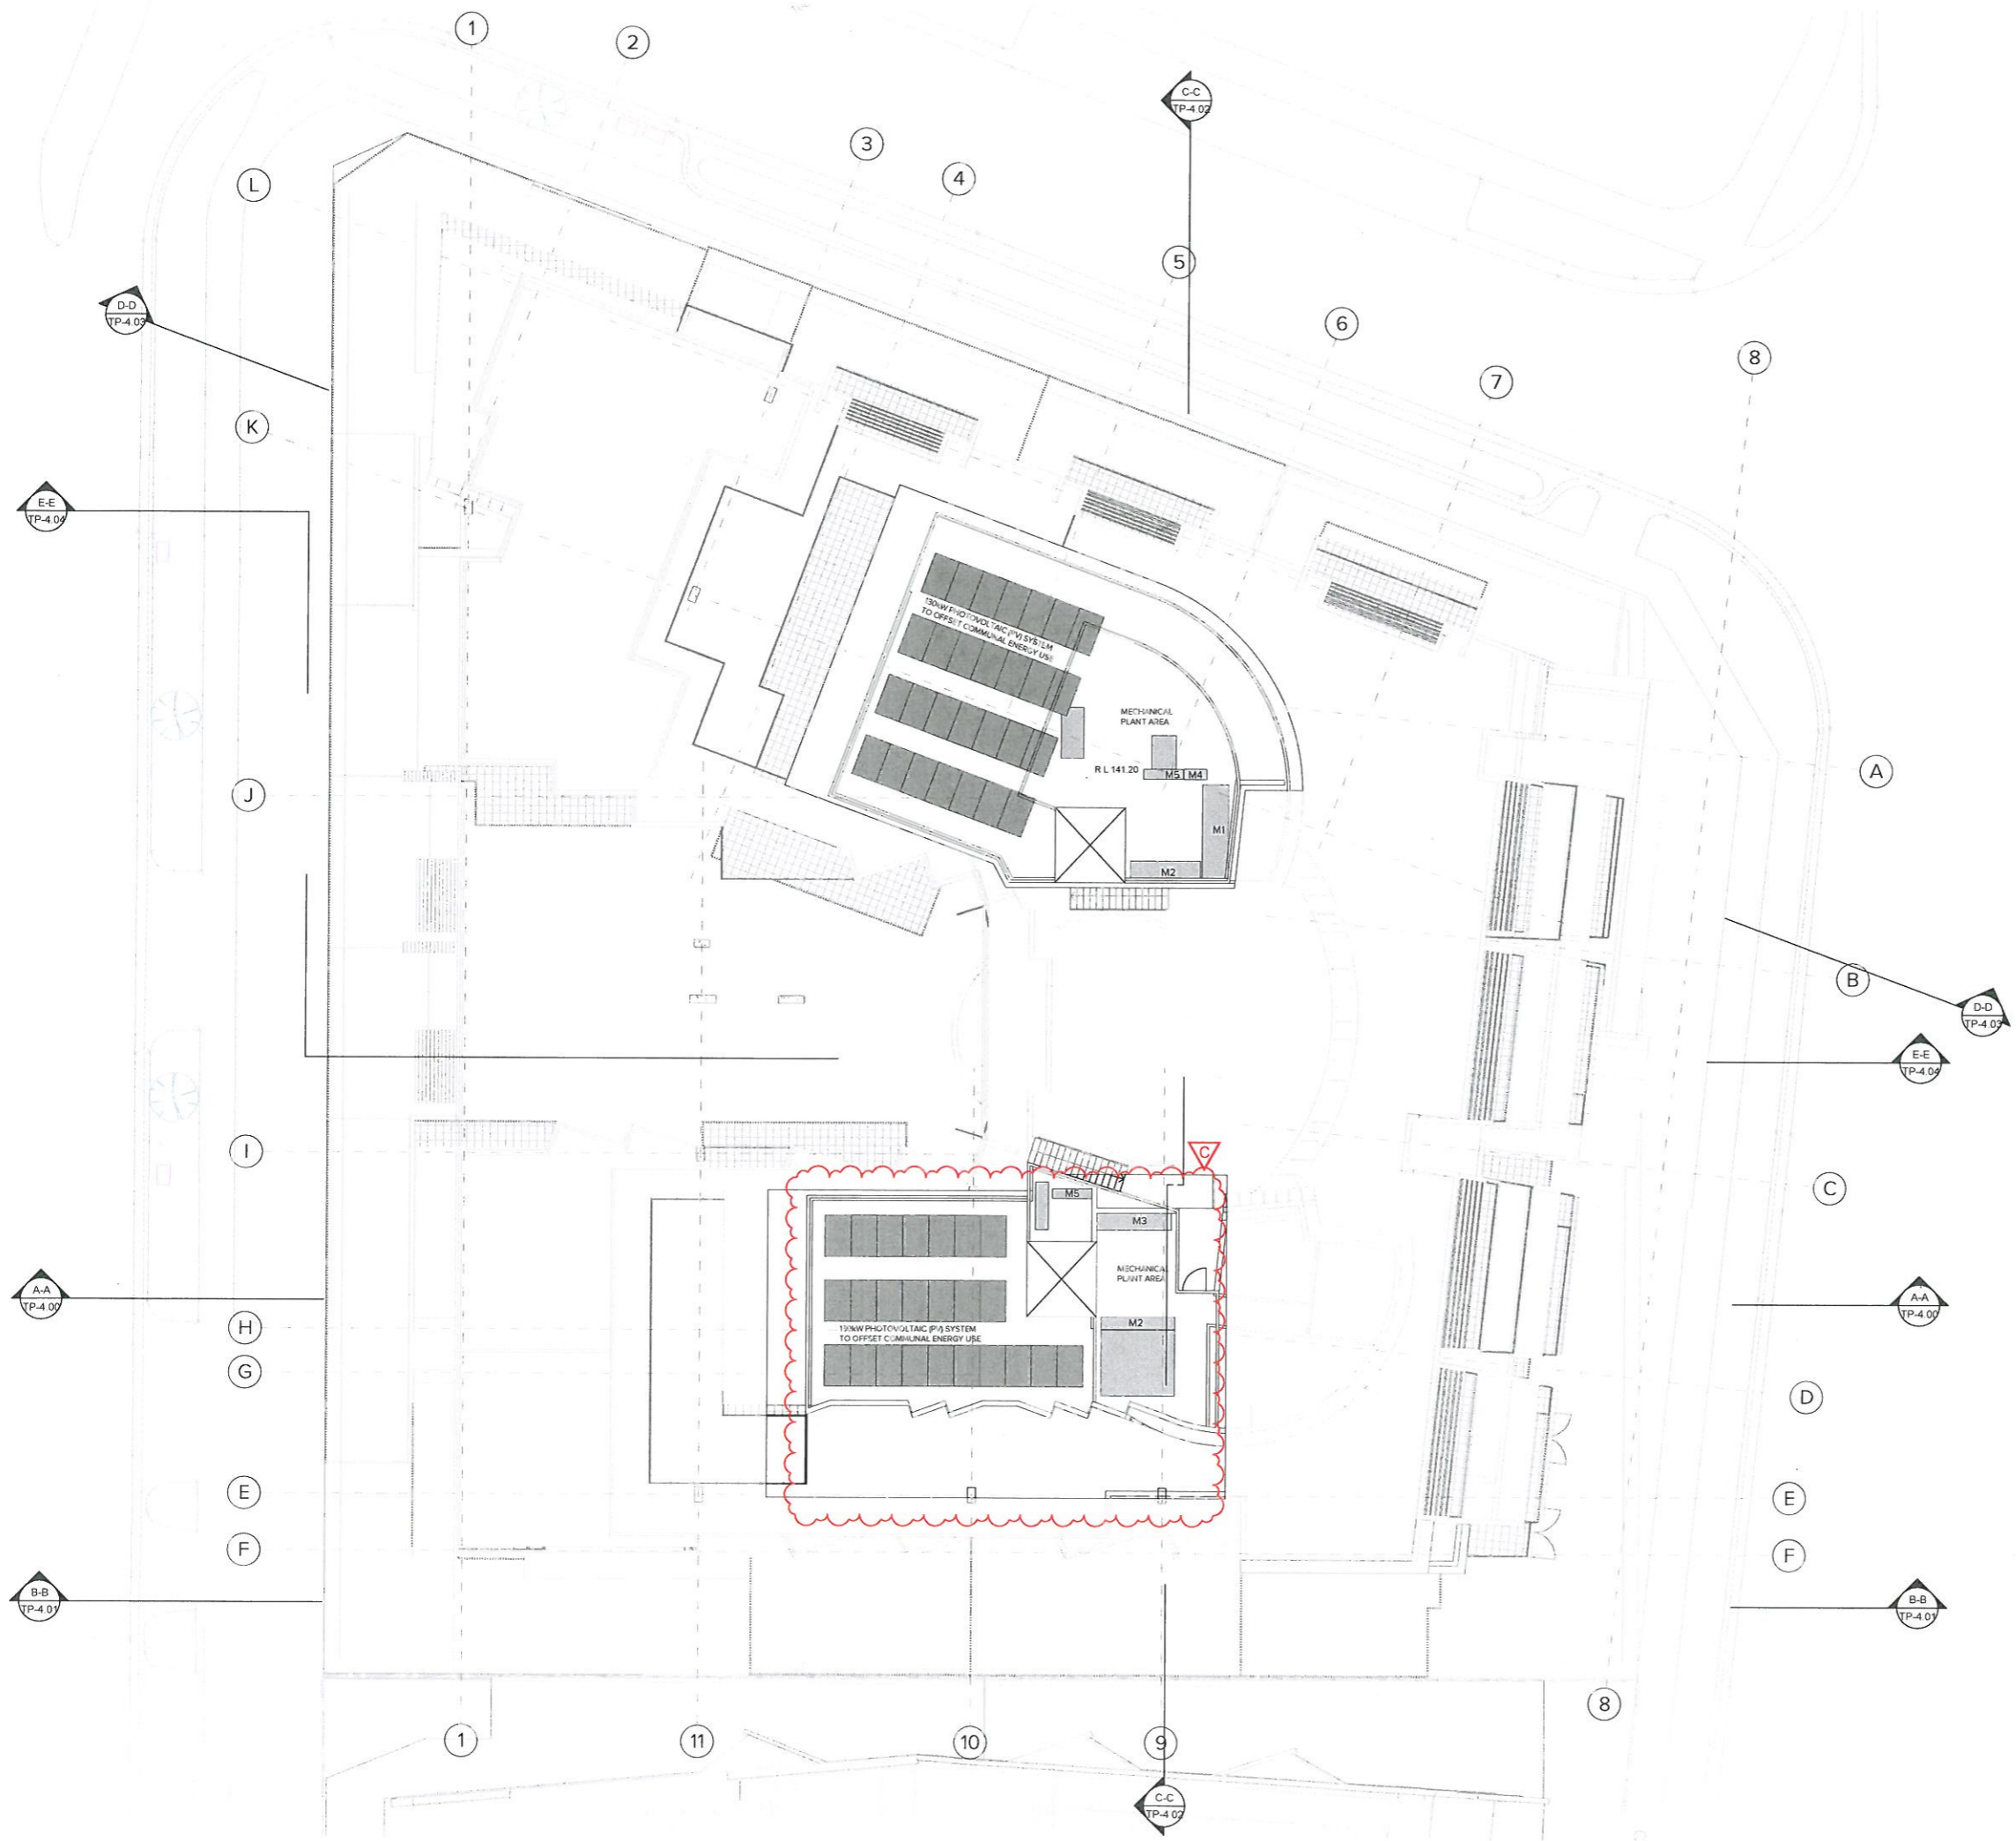 1
2
C-C
TP-4.02
3
4
L
5
D-D
TP-4.03
6
8
7
K
E-E
TP-4.04
130kW PHOTOVOLTAIC (PV) SYSTEM
TO OFFSET COMMUNAL ENERGY USE
MECHANICAL
PLANT AREA
R L 141.20
M5 M4
A
J
M1
M2
B
D-D
TP-4.03
E-E
TP-4.04
I
C
C
M5
M3
MECHANICAL
PLANT AREA
A-A
TP-4.00
A-A
TP-4.00
H
M2
130kW PHOTOVOLTAIC (PV) SYSTEM
TO OFFSET COMMUNAL ENERGY USE
G
D
E
E
F
F
B-B
TP-4.01
B-B
TP-4.01
8
1
11
10
9
C-C
TP-4.02